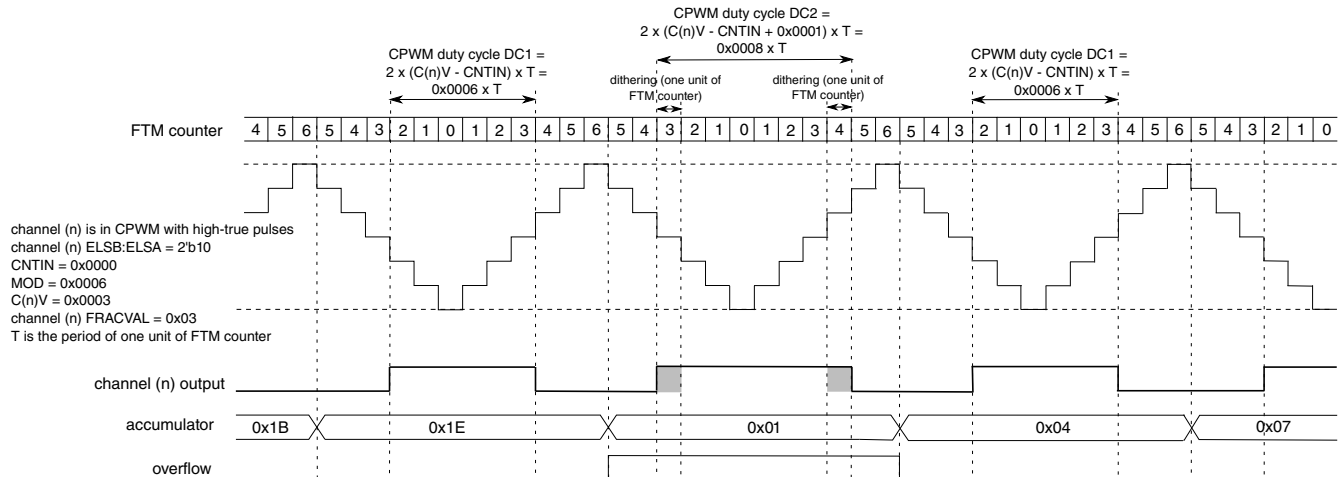 CPWM duty cycle DC2 =
2 x (C(n)V - CNTIN + 0x0001) x T =
0x0008 x T
CPWM duty cycle DC1 =
2 x (C(n)V - CNTIN) x T =
0x0006 x T
CPWM duty cycle DC1 =
2 x (C(n)V - CNTIN) x T =
0x0006 x T
dithering (one unit of
FTM counter)
dithering (one unit of
FTM counter)
FTM counter 4 5 6 5 4 3 2 1 0 1 2 3 4 5 6 5 4 3 2 1 0 1 2 3 4 5 6 5 4 3 2 1 0 1 2 3 4 5 6 5 4 3 2 1 0
channel (n) is in CPWM with high-true pulses
channel (n) ELSB:ELSA = 2'b10
CNTIN = 0x0000
MOD = 0x0006
C(n)V = 0x0003
channel (n) FRACVAL = 0x03
T is the period of one unit of FTM counter
channel (n) output
accumulator 0x1B 0x1E 0x01 0x04 0x07
overflow